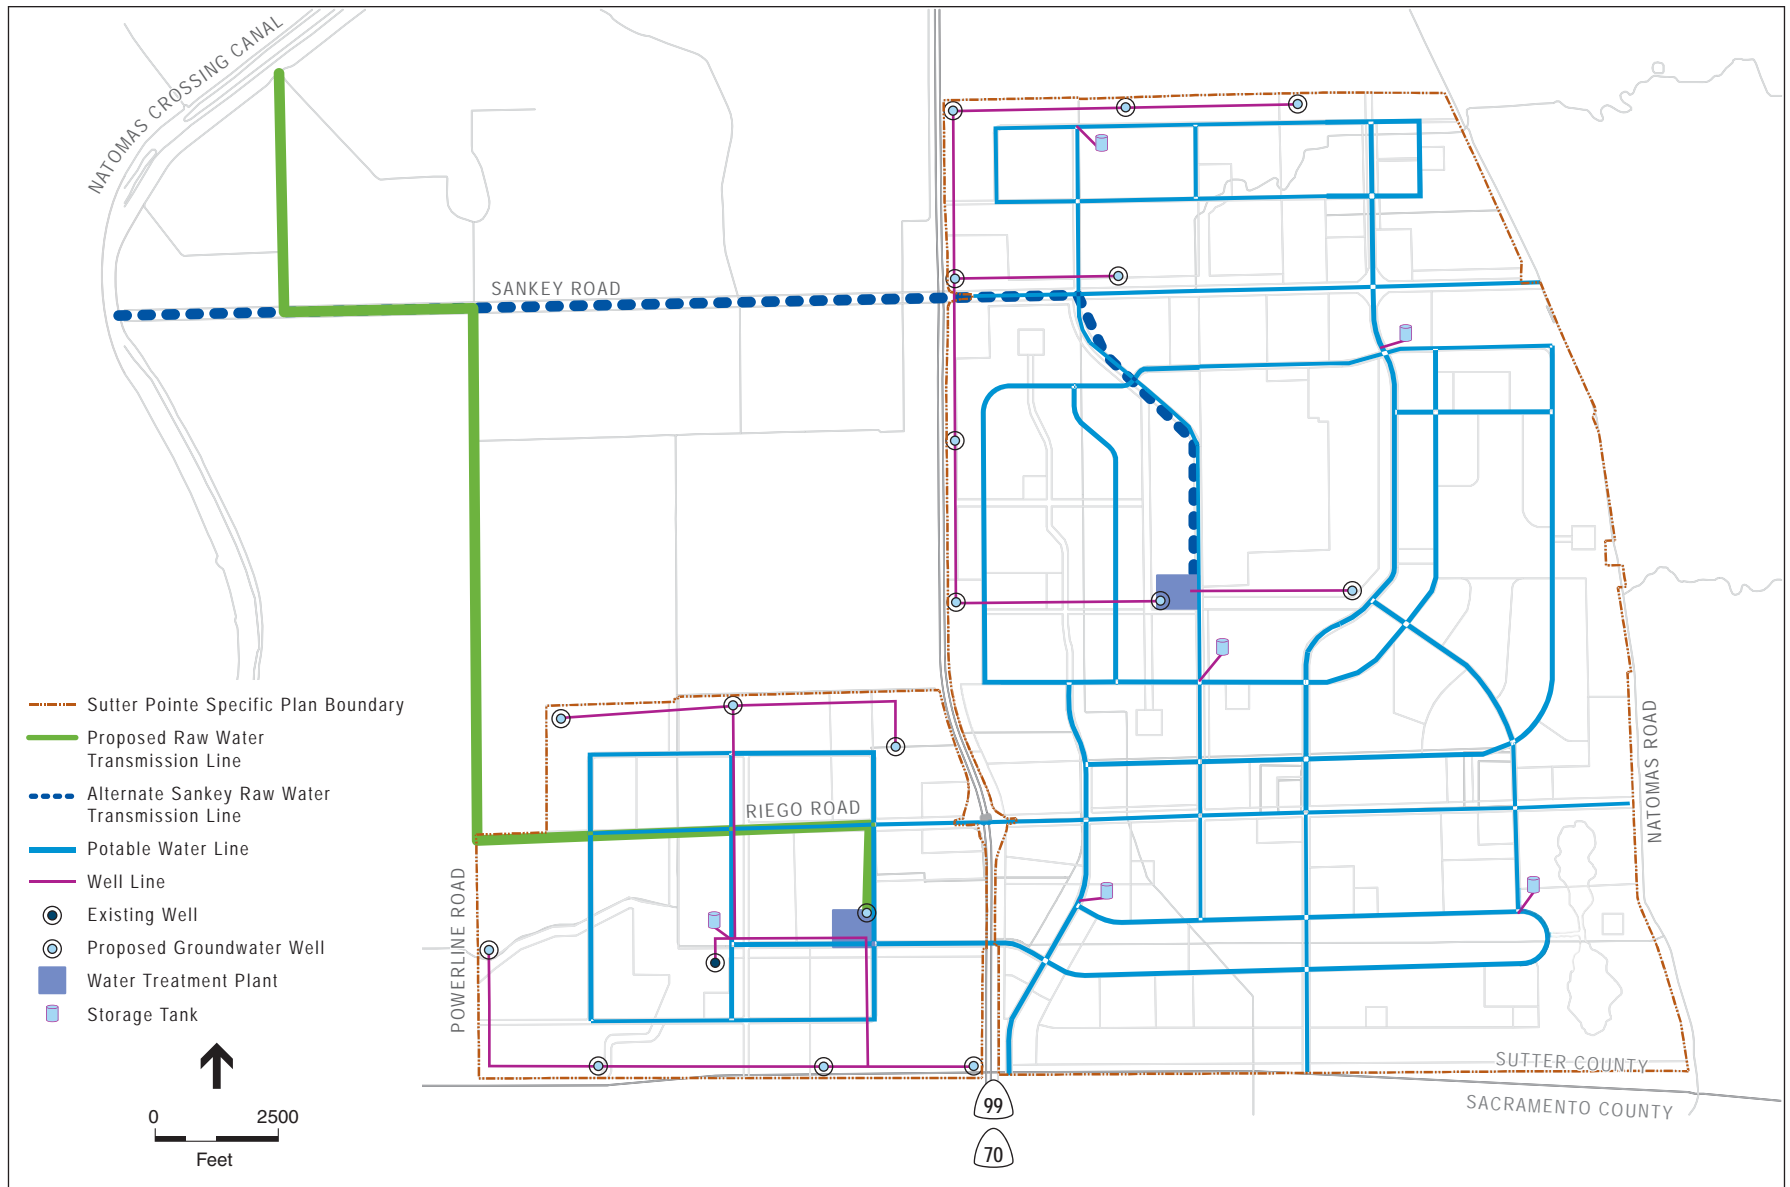 NATOMAS CROSSING CANAL
SANKEY ROAD
NATOMAS ROAD
RIEGO ROAD
POWERLINE ROAD
Sutter Pointe Specific Plan Boundary
Proposed Raw Water
Transmission Line
Alternate Sankey Raw Water
Transmission Line
Potable Water Line
Well Line
Existing Well
Proposed Groundwater Well
Water Treatment Plant
Storage Tank
0 2500
Feet
SUTTER COUNTY
SACRAMENTO COUNTY
99
70